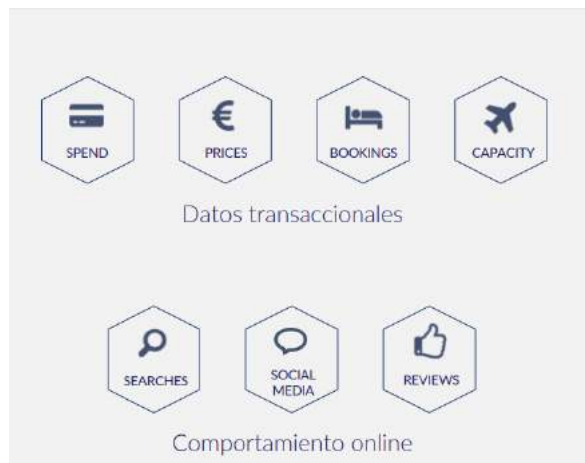 SPEND
PRICES
BOOKINGS
CAPACITY
Datos transaccionales
SEARCHES
SOCIAL
MEDIA
REVIEWS
Comportamiento online